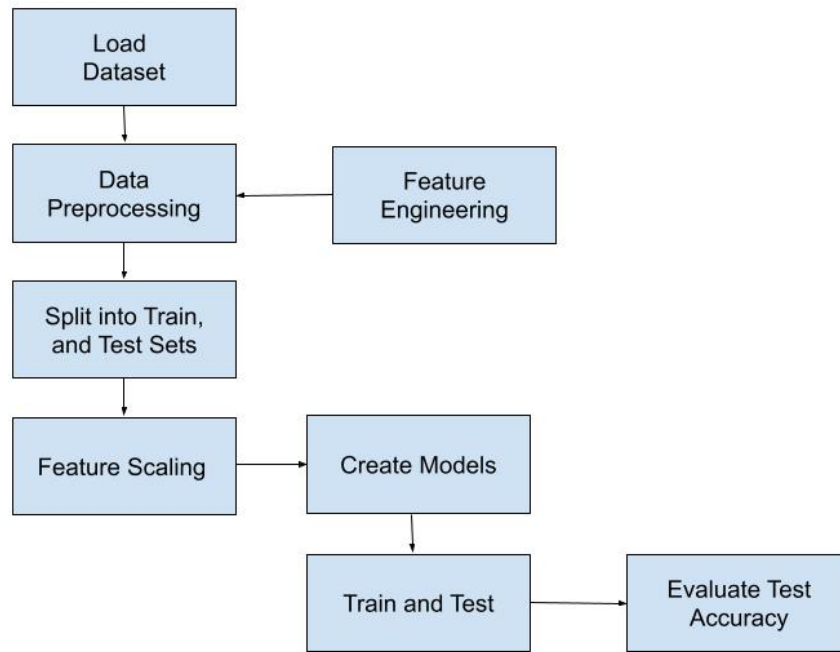 Load
Dataset
Data
Preprocessing
Feature
Engineering
Split into Train,
and Test Sets
Feature Scaling
Create Models
Train and Test
Evaluate Test
Accuracy